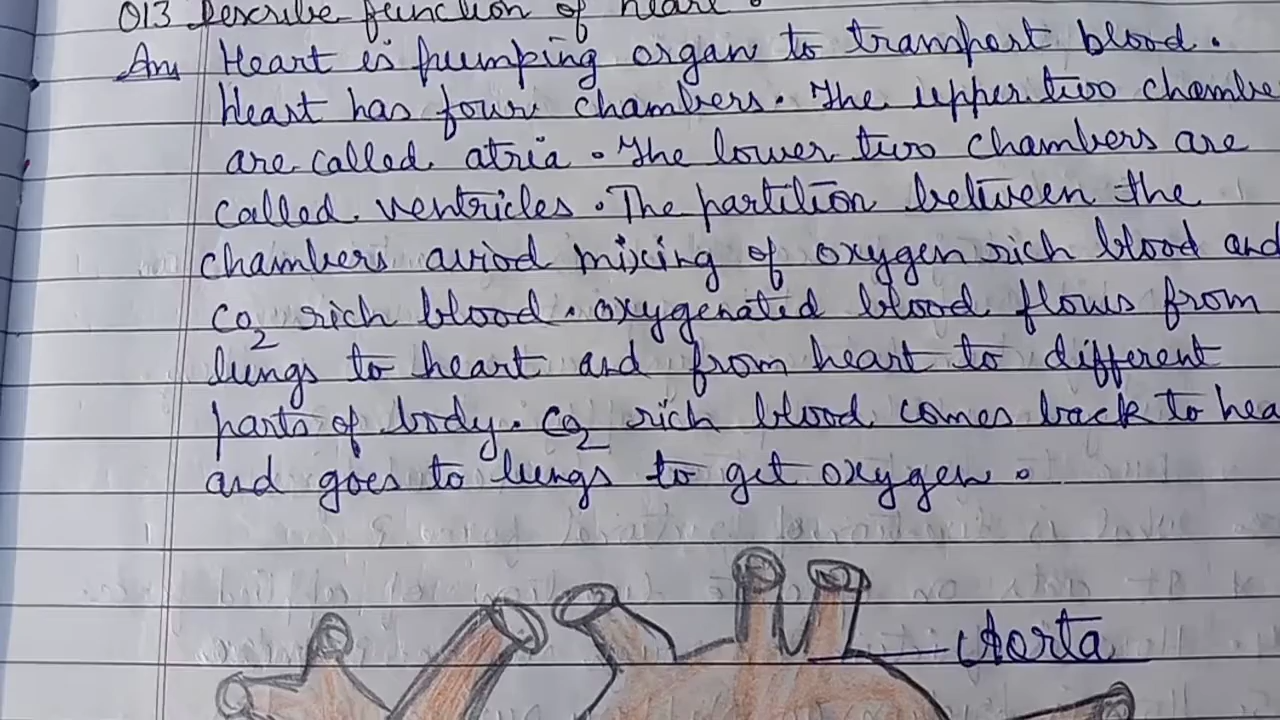 Q13 Describe function of heart.
Ans Heart is pumping organ to transport blood.
Heart has four chambers. The upper two chambe
are called atria. The lower two chambers are
called ventricles. The partition between the
chambers aviod mixing of oxygen rich blood and
CO2 rich blood. oxygenated blood flows from
lungs to heart and from heart to different
parts of body. CO2 rich blood comes back to hea
and goes to lungs to get oxygen.
Aorta